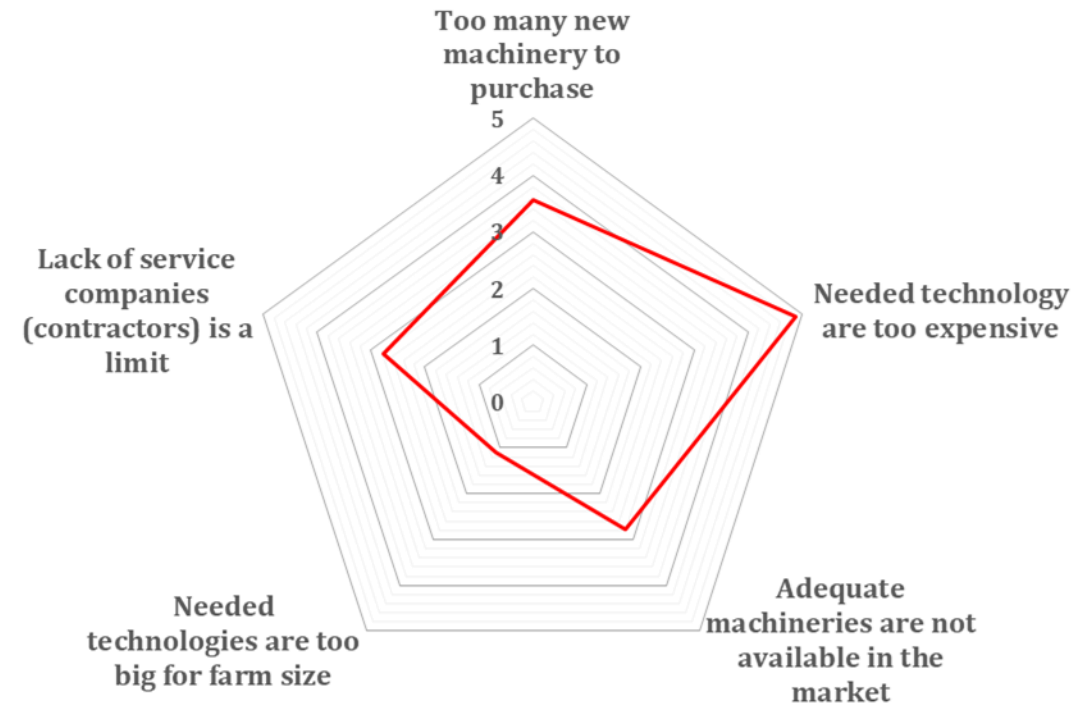 Too many new
machinery to
purchase
5
4
3
2
1
0
Needed technology
are too expensive
Adequate
machineries are not
available in the
market
Needed
technologies are too
big for farm size
Lack of service
companies
(contractors) is a
limit